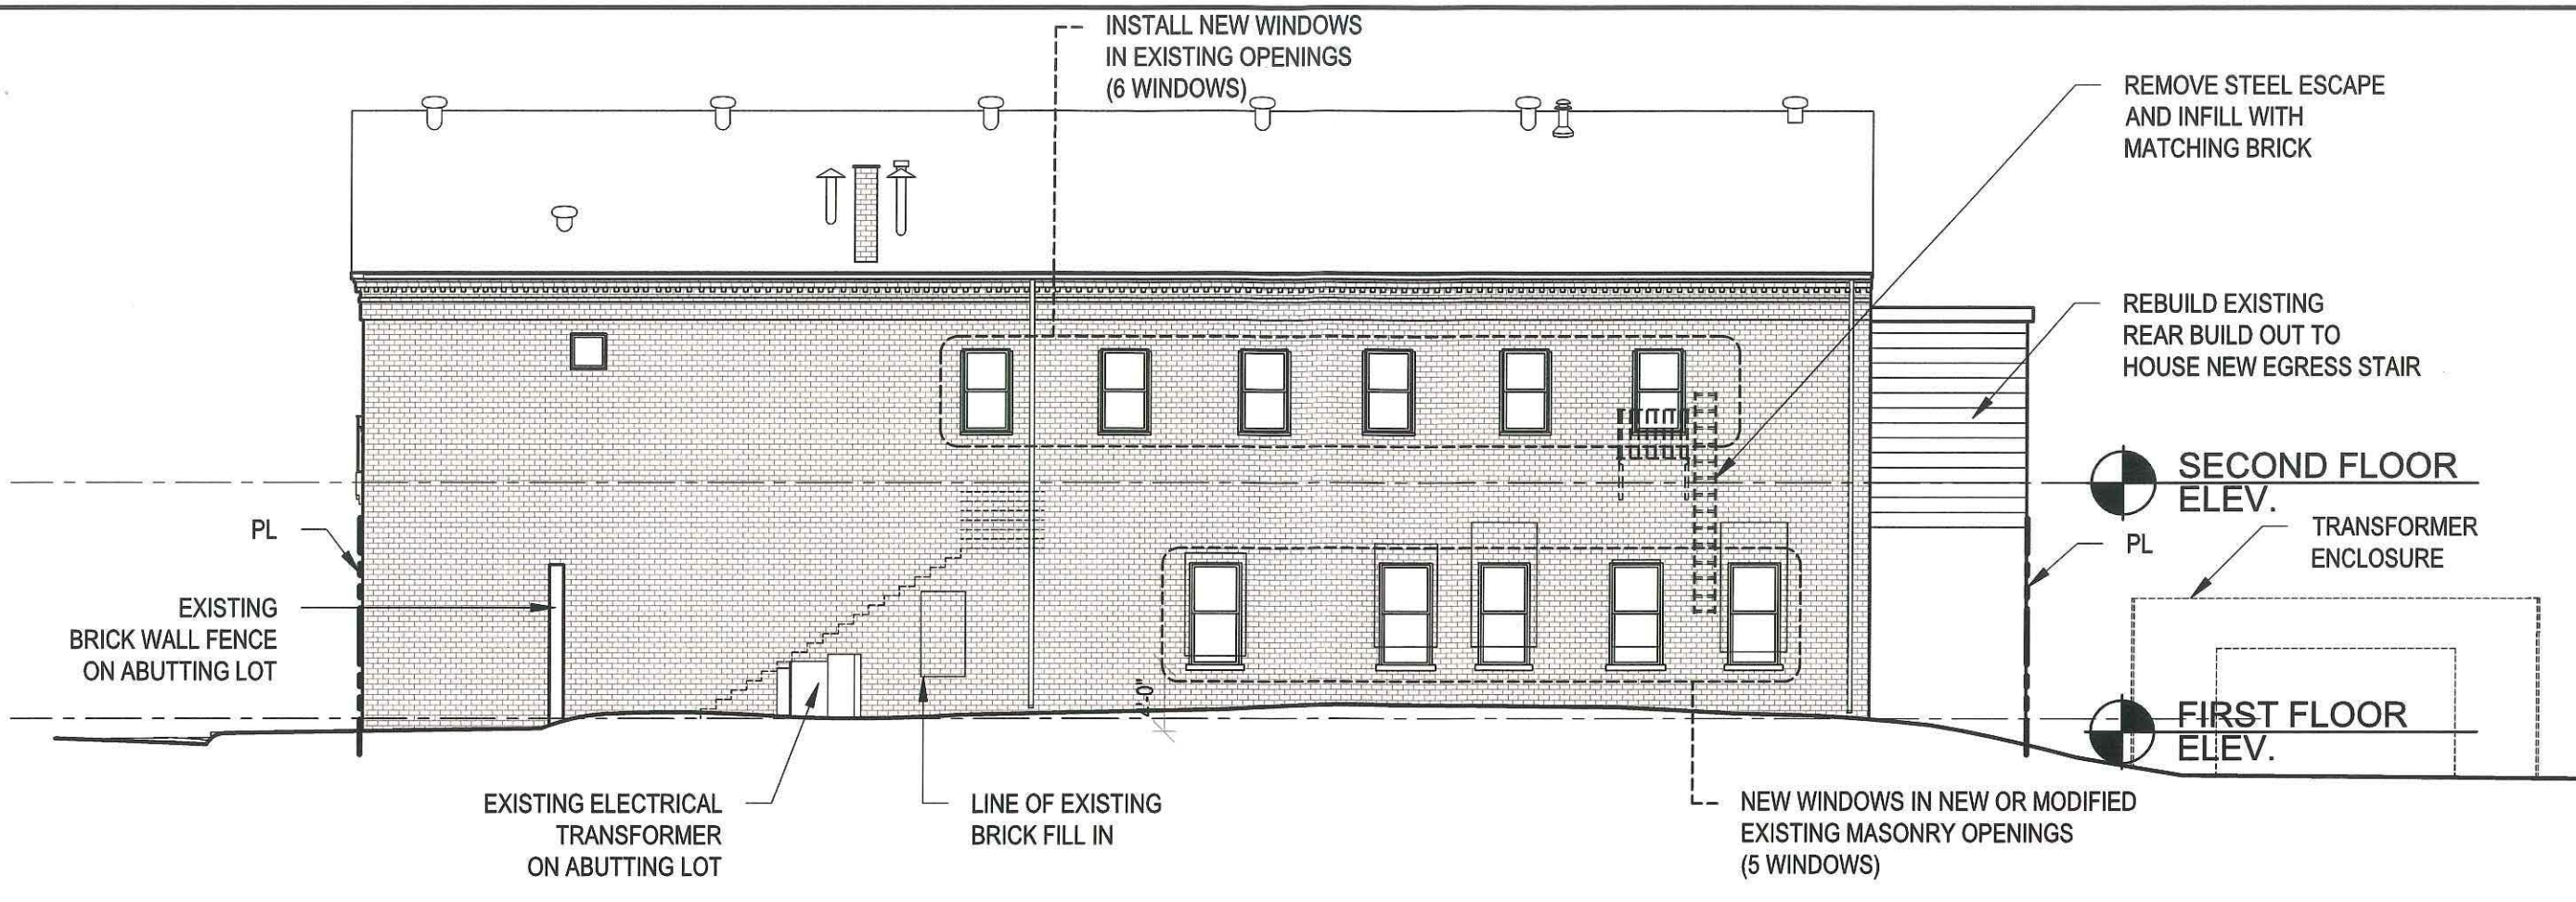 INSTALL NEW WINDOWS
IN EXISTING OPENINGS
(6 WINDOWS)
REMOVE STEEL ESCAPE
AND INFILL WITH
MATCHING BRICK
REBUILD EXISTING
REAR BUILD OUT TO
HOUSE NEW EGRESS STAIR
SECOND FLOOR
ELEV.
TRANSFORMER
ENCLOSURE
PL
PL
EXISTING
BRICK WALL FENCE
ON ABUTTING LOT
4'-0"
FIRST FLOOR
ELEV.
EXISTING ELECTRICAL
TRANSFORMER
ON ABUTTING LOT
LINE OF EXISTING
BRICK FILL IN
NEW WINDOWS IN NEW OR MODIFIED
EXISTING MASONRY OPENINGS
(5 WINDOWS)